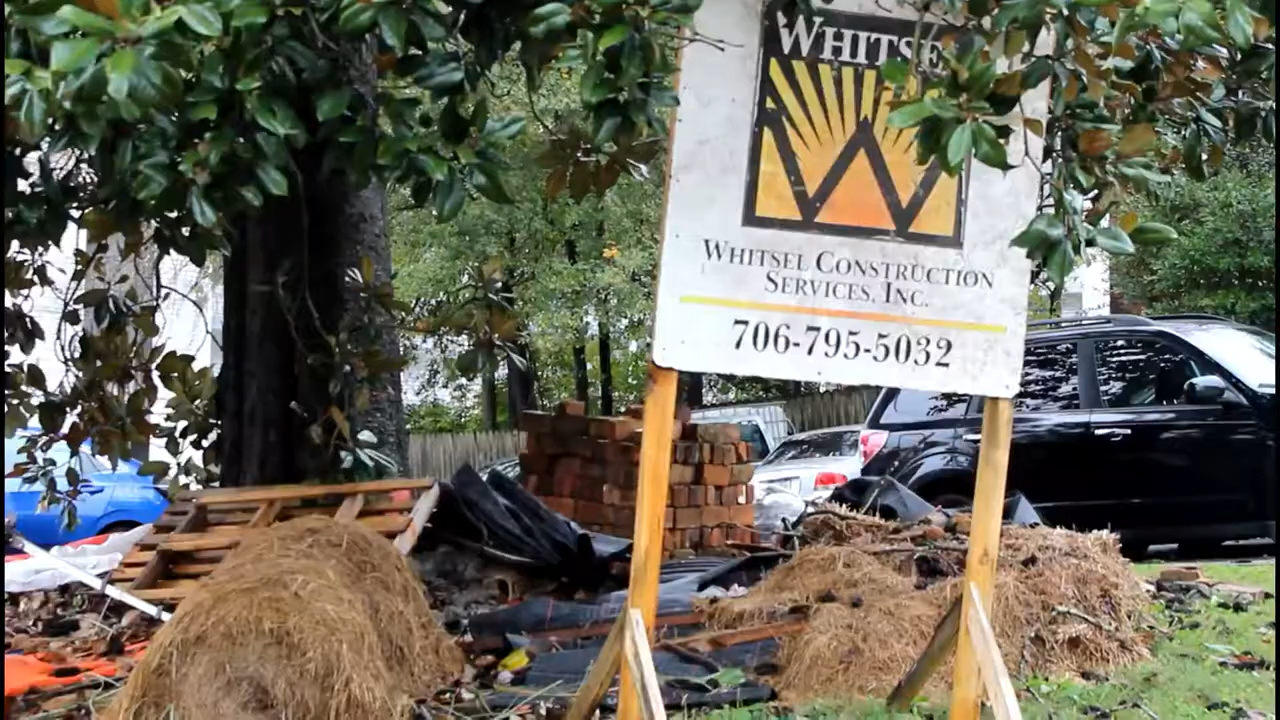 WHITSE
W
WHITSEL CONSTRUCTION
SERVICES, INC.
706-795-5032